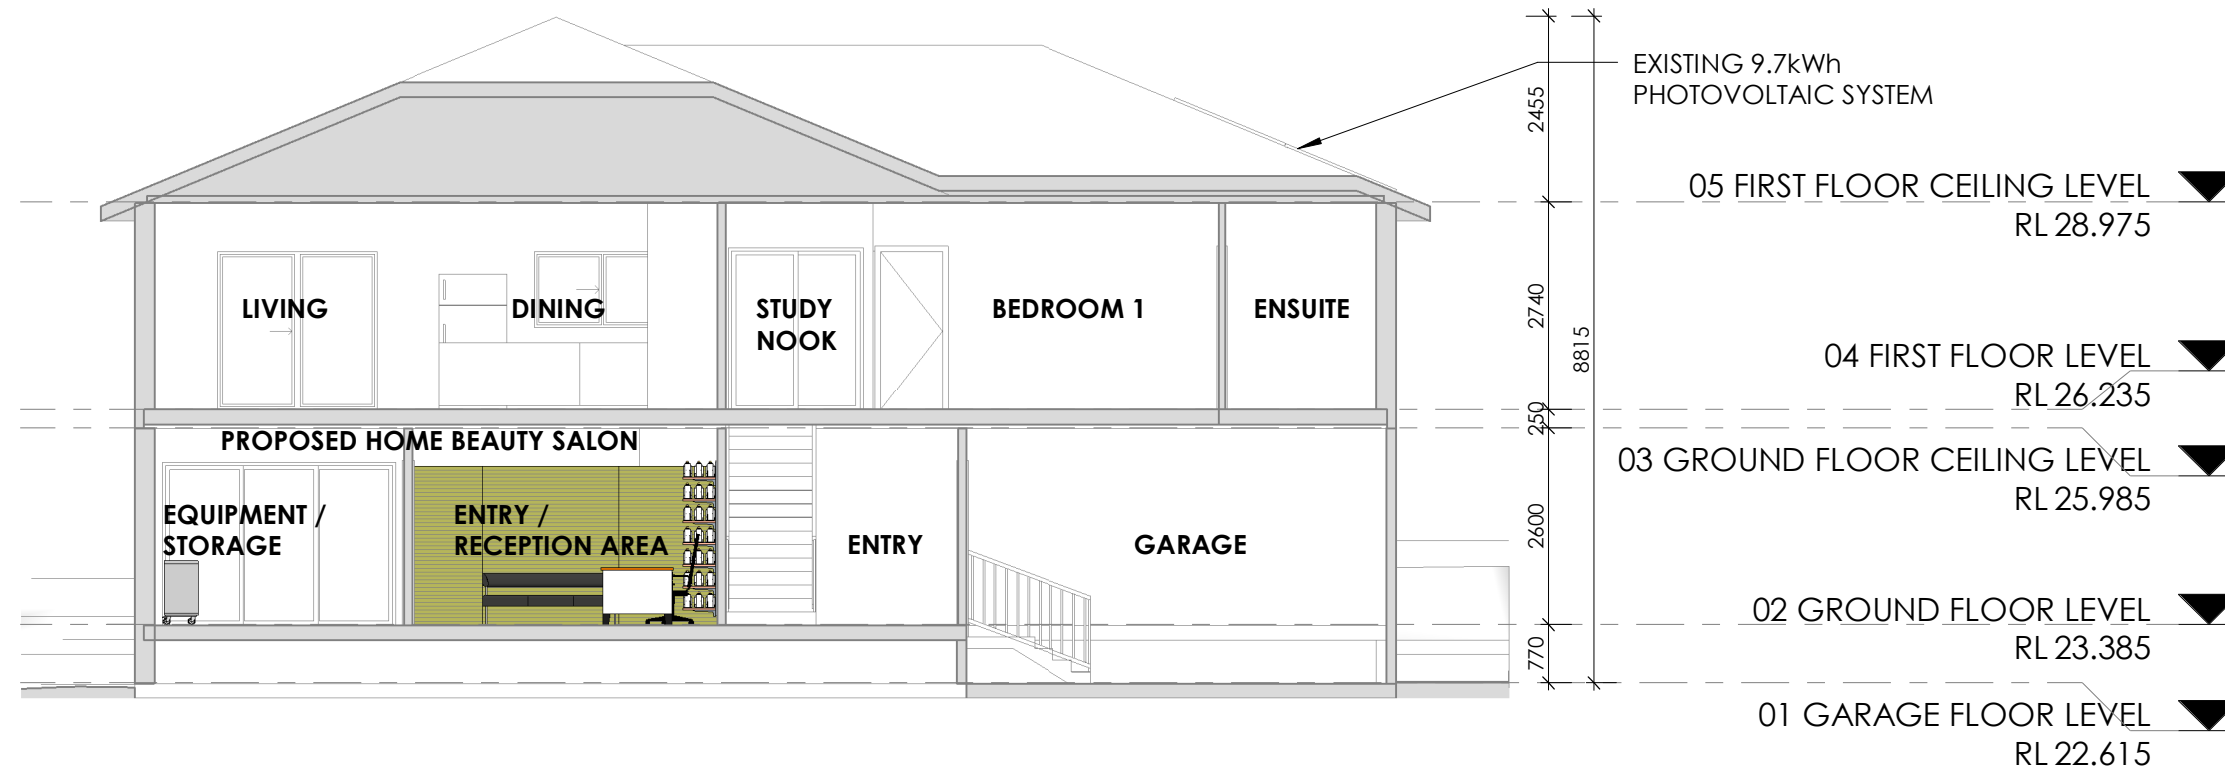 EXISTING 9.7kWh
PHOTOVOLTAIC SYSTEM
2455
05 FIRST FLOOR CEILING LEVEL
RL 28.975
LIVING
DINING
STUDY
NOOK
BEDROOM 1
ENSUITE
2740
8815
04 FIRST FLOOR LEVEL
RL 26.235
250
PROPOSED HOME BEAUTY SALON
03 GROUND FLOOR CEILING LEVEL
RL 25.985
EQUIPMENT /
STORAGE
ENTRY /
RECEPTION AREA
ENTRY
GARAGE
2600
02 GROUND FLOOR LEVEL
RL 23.385
770
01 GARAGE FLOOR LEVEL
RL 22.615